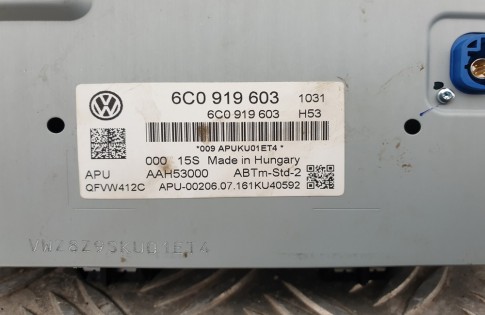 6C0 919 603 1031
6C0 919 603 H53
*009 APUKU01ET4 *
000 15S Made in Hungary
APU AAH53000 ABTm-Std-2
QFVW412C APU-00206.07.161KU40592